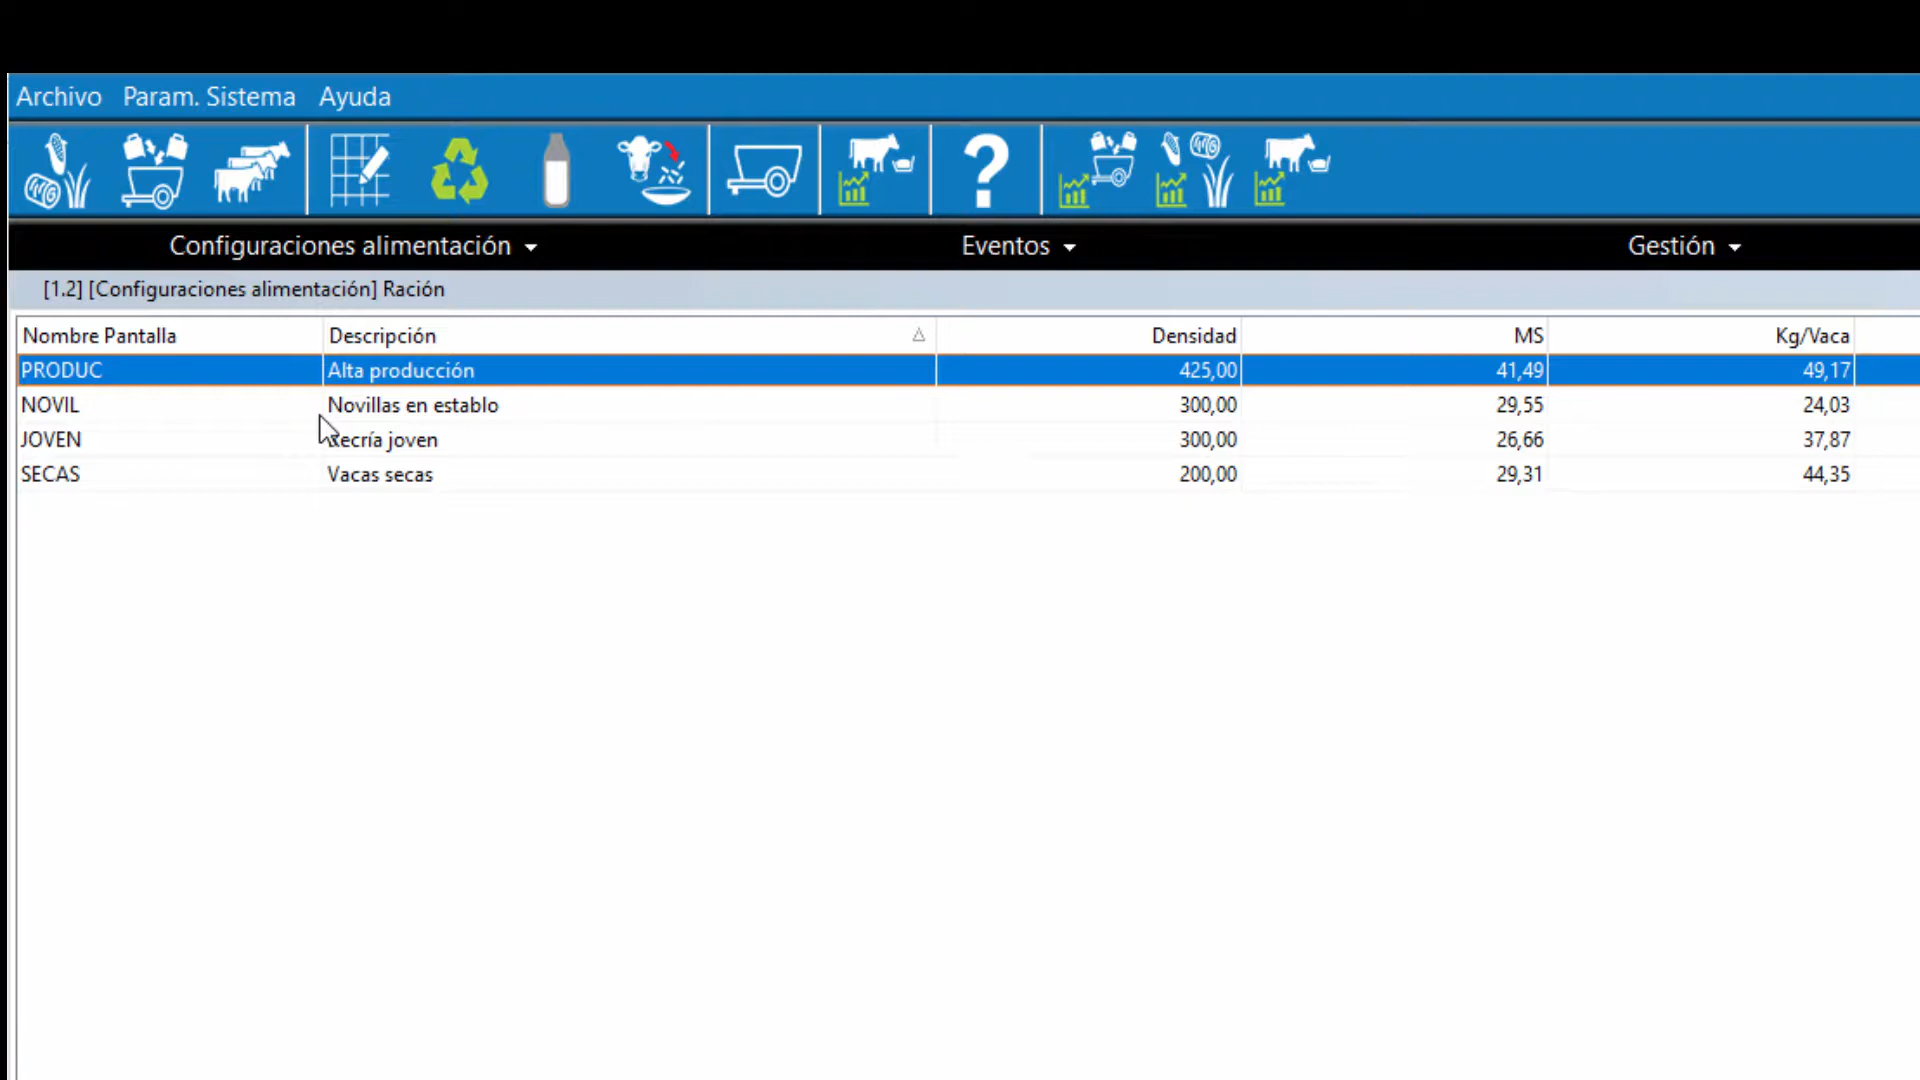 Archivo Param. Sistema Ayuda
Configuraciones alimentación Eventos Gestión
[1.2] [Configuraciones alimentación] Ración
Nombre Pantalla Descripción Densidad MS Kg/Vaca
PRODUC Alta producción 425,00 41,49 49,17
NOVIL Novillas en establo 300,00 29,55 24,03
JOVEN Recría joven 300,00 26,66 37,87
SECAS Vacas secas 200,00 29,31 44,35